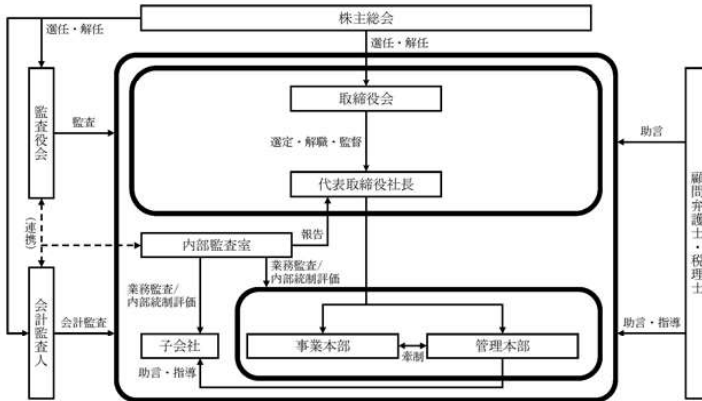 株主総会
選任・解任
選任・解任
取締役会
監査役会
監査
選定・解職・監督
助言
代表取締役社長
顧問弁護士・税理士
(連携)
内部監査室
報告
業務監査/
内部統制評価
業務監査/
内部統制評価
会計監査人
会計監査
子会社
事業本部
牽制
管理本部
助言・指導
助言・指導